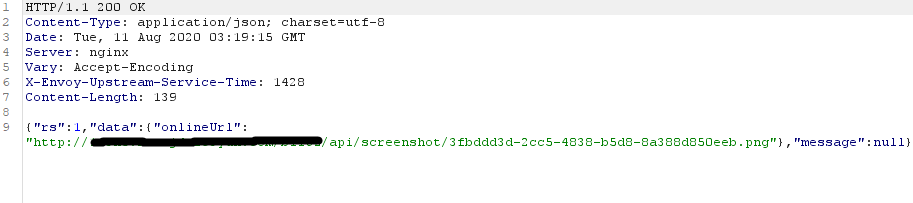 1 HTTP/1.1 200 OK
2 Content-Type: application/json; charset=utf-8
3 Date: Tue, 11 Aug 2020 03:19:15 GMT
4 Server: nginx
5 Vary: Accept-Encoding
6 X-Envoy-Upstream-Service-Time: 1428
7 Content-Length: 139
8
9 {"rs":1,"data":{"onlineUrl":
"http:///api/screenshot/3fbddd3d-2cc5-4838-b5d8-8a388d850eeb.png"},"message":null}